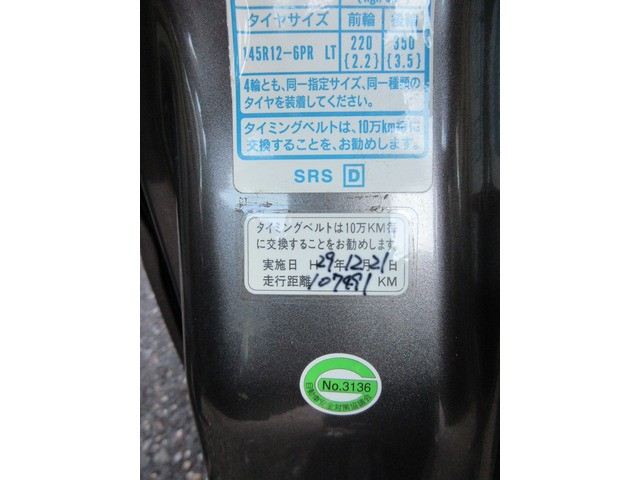 タイヤサイズ 前輪
145R12-6PR LT 220 350
{2.2} {3.5}
4輪とも、同一指定サイズ、同一種類の
タイヤを装着してください。
タイミングベルトは、10万km毎に
交換することを、お勧めします。
SRS D
タイミングベルトは10万KM毎
に交換することをお勧めします。
実施日 H29年12月21日
走行距離 107891 KM
No.3136